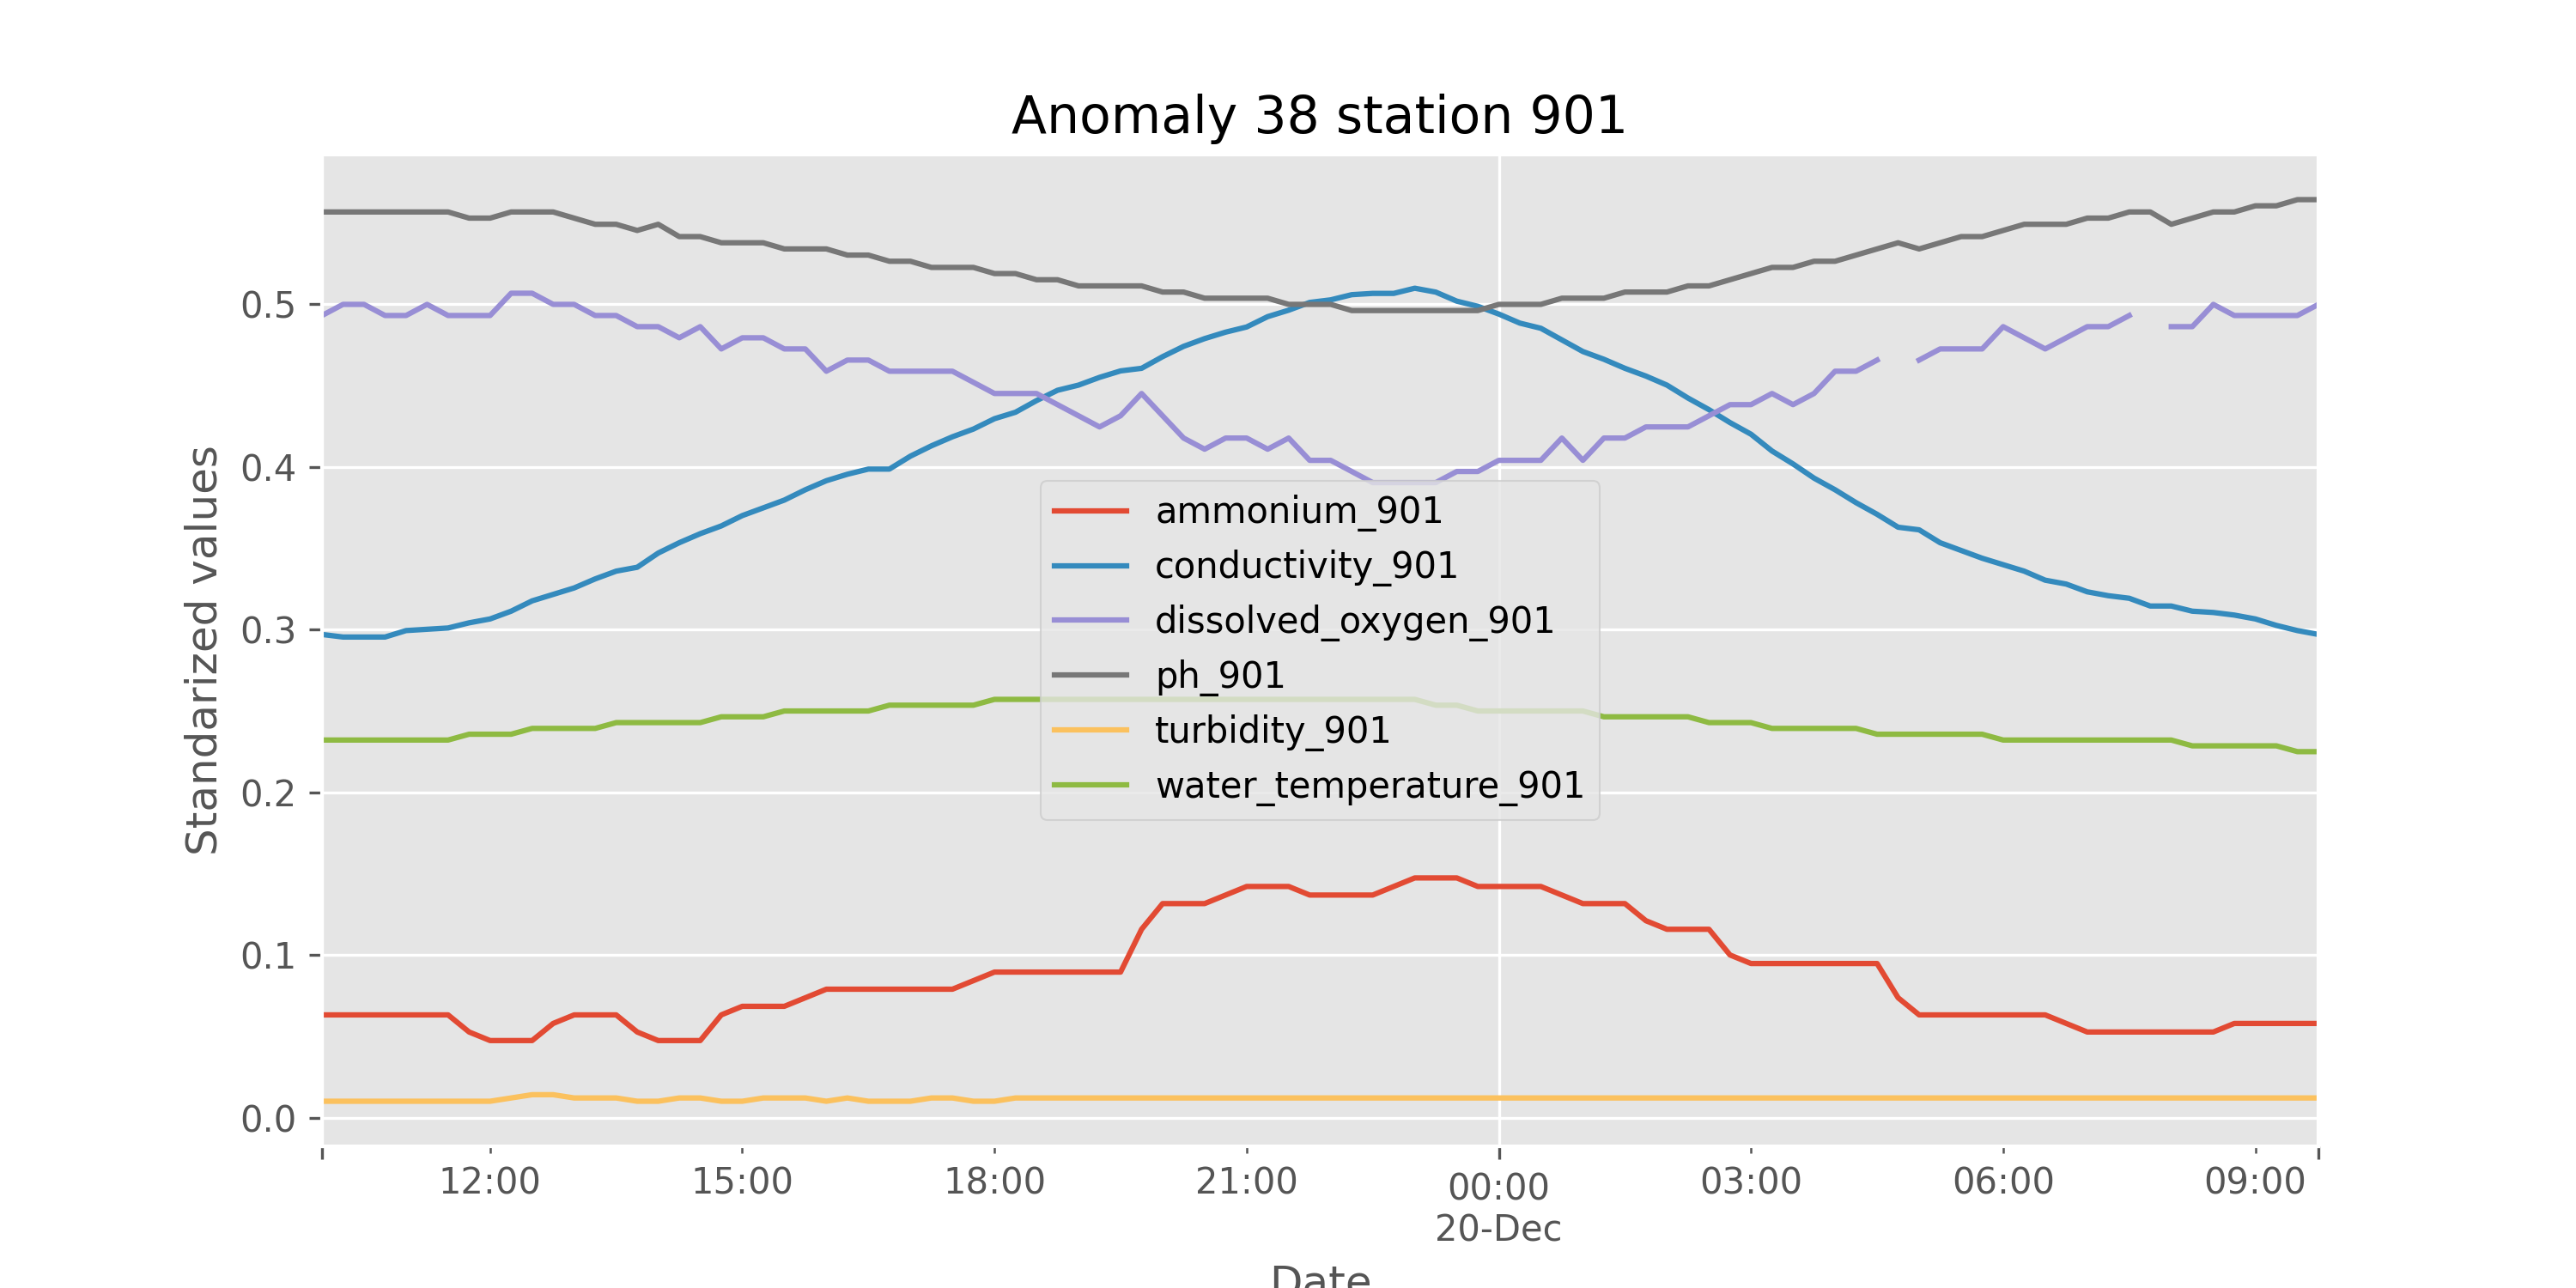 Anomaly 38 station 901
Standarized values
0.5
0.4
0.3
0.2
0.1
0.0
ammonium_901
conductivity_901
dissolved_oxygen_901
ph_901
turbidity_901
water_temperature_901
12:00 15:00 18:00 21:00 00:00 03:00 06:00 09:00
20-Dec
Date